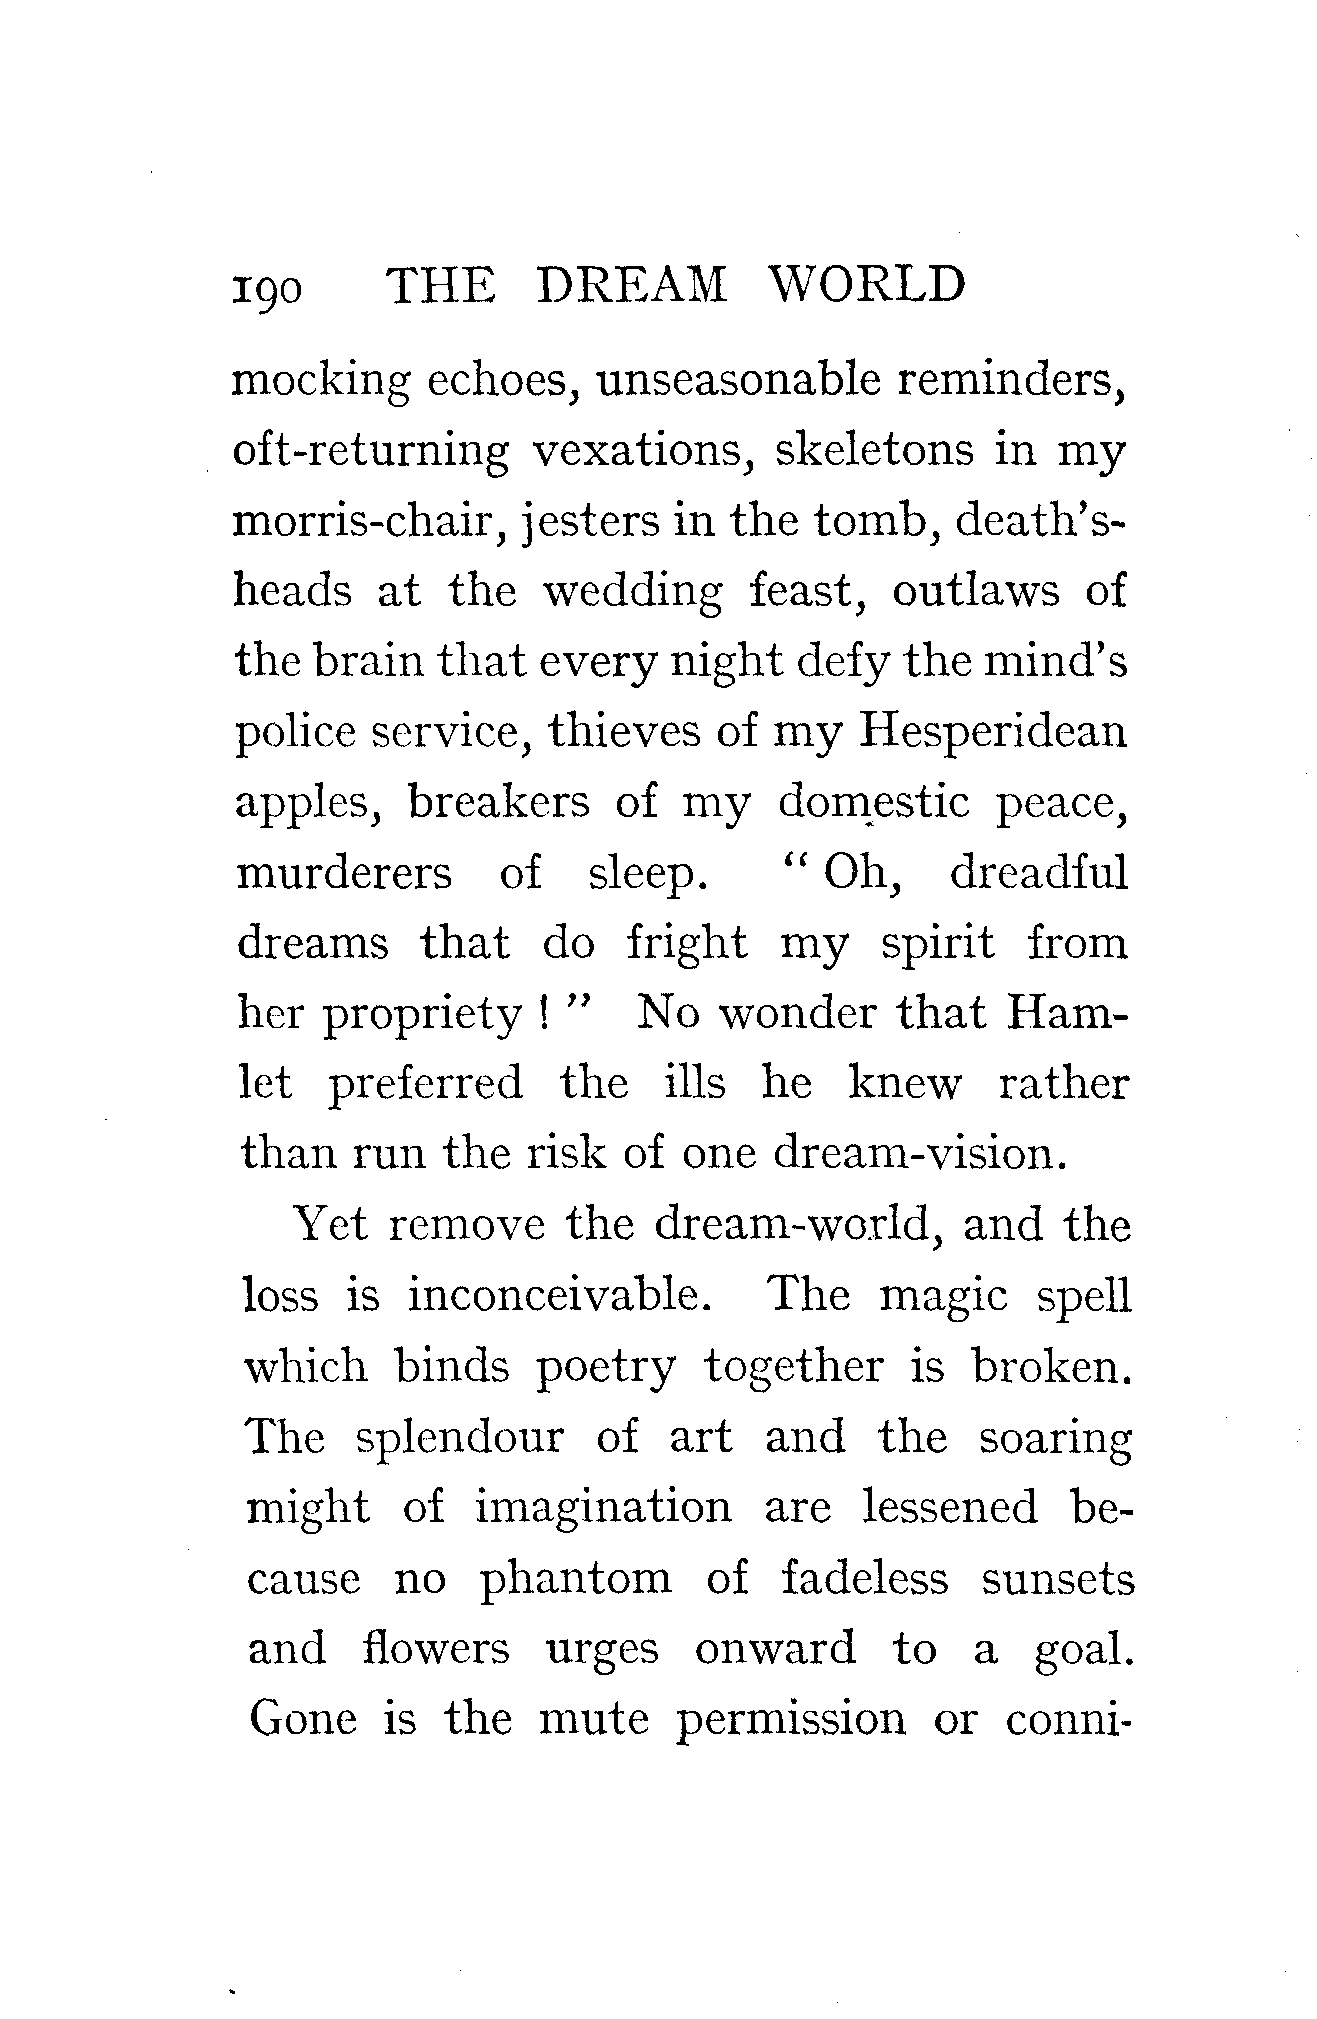 190 THE DREAM WORLD
mocking echoes, unseasonable reminders,
oft-returning vexations, skeletons in my
morris-chair, jesters in the tomb, death's-
heads at the wedding feast, outlaws of
the brain that every night defy the mind's
police service, thieves of my Hesperidean
apples, breakers of my domestic peace,
murderers of sleep. “ Oh, dreadful
dreams that do fright my spirit from
her propriety ! ” No wonder that Ham-
let preferred the ills he knew rather
than run the risk of one dream-vision.
Yet remove the dream-world, and the
loss is inconceivable. The magic spell
which binds poetry together is broken.
The splendour of art and the soaring
might of imagination are lessened be-
cause no phantom of fadeless sunsets
and flowers urges onward to a goal.
Gone is the mute permission or conni-